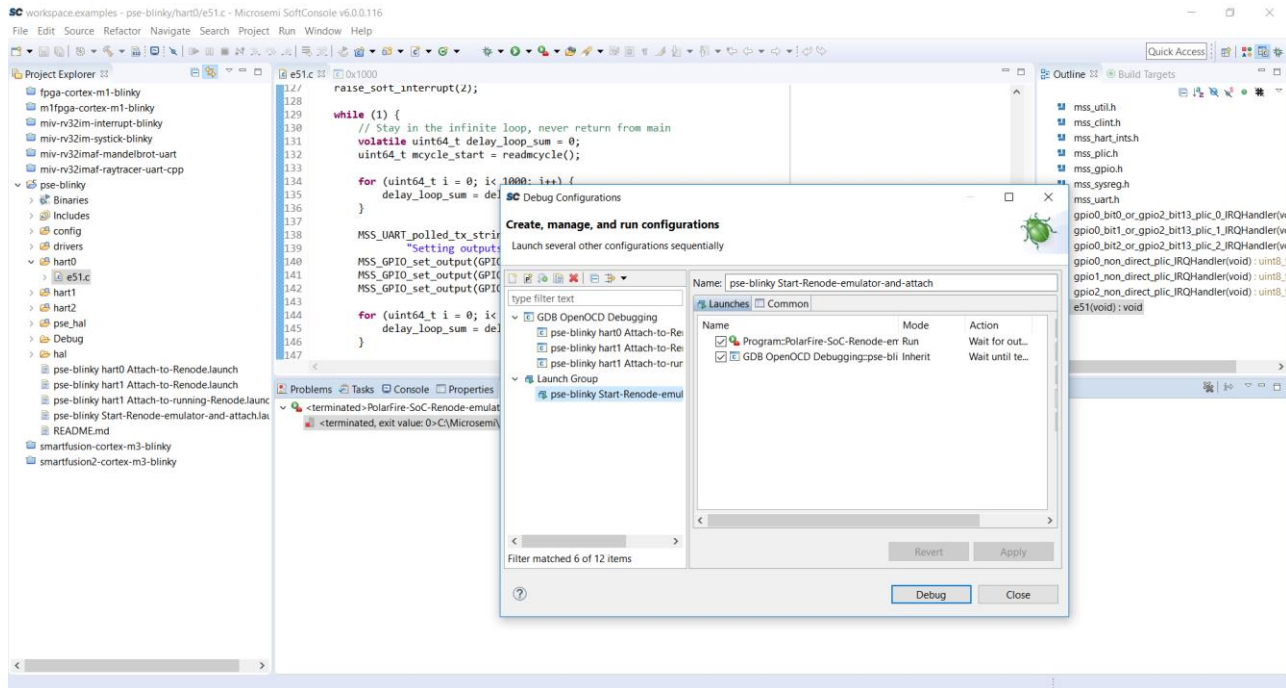 SC workspace.examples - pse-blinky/hart0/e51.c - Microsemi SoftConsole v6.0.0.116
File Edit Source Refactor Navigate Search Project Run Window Help
Quick Access
Project Explorer
fpga-cortex-m1-blinky
m1fpga-cortex-m1-blinky
miv-rv32im-interrupt-blinky
miv-rv32im-systick-blinky
miv-rv32imaf-mandelbrot-uart
miv-rv32imaf-raytracer-uart-cpp
pse-blinky
Binaries
Includes
config
drivers
hart0
e51.c
hart1
hart2
pse_hal
Debug
hal
pse-blinky hart0 Attach-to-Renode.launch
pse-blinky hart1 Attach-to-Renode.launch
pse-blinky hart1 Attach-to-running-Renode.launc
pse-blinky Start-Renode-emulator-and-attach.lau
README.md
smartfusion-cortex-m3-blinky
smartfusion2-cortex-m3-blinky
e51.c 0x1000
127 raise_soft_interrupt(2);
128
129 while (1) {
130 // Stay in the infinite loop, never return from main
131 volatile uint64_t delay_loop_sum = 0;
132 uint64_t mcycle_start = readmcycle();
133
134 for (uint64_t i = 0; i< 1000; i++) {
135 delay_loop_sum = del
136 }
137
138 MSS_UART_polled_tx_strin
139 "Setting outputs
140 MSS_GPIO_set_output(GPIO
141 MSS_GPIO_set_output(GPIO
142 MSS_GPIO_set_output(GPIO
143
144 for (uint64_t i = 0; i<
145 delay_loop_sum = del
146 }
147
Problems Tasks Console Properties
<terminated>PolarFire-SoC-Renode-emulat
<terminated, exit value: 0>C:\Microsemi\
SC Debug Configurations
Create, manage, and run configurations
Launch several other configurations sequentially
type filter text
GDB OpenOCD Debugging
pse-blinky hart0 Attach-to-Re
pse-blinky hart1 Attach-to-Re
pse-blinky hart1 Attach-to-run
Launch Group
pse-blinky Start-Renode-emul
Filter matched 6 of 12 items
Name: pse-blinky Start-Renode-emulator-and-attach
Launches Common
Name Mode Action
Program::PolarFire-SoC-Renode-em Run Wait for out...
GDB OpenOCD Debugging::pse-bli Inherit Wait until te...
Revert Apply
Debug Close
Outline Build Targets
mss_util.h
mss_clint.h
mss_hart_ints.h
mss_plic.h
mss_gpio.h
mss_sysreg.h
mss_uart.h
gpio0_bit0_or_gpio2_bit13_plic_0_IRQHandler(vo
gpio0_bit1_or_gpio2_bit13_plic_1_IRQHandler(vo
gpio0_bit2_or_gpio2_bit13_plic_2_IRQHandler(vo
gpio0_non_direct_plic_IRQHandler(void) : uint8_
gpio1_non_direct_plic_IRQHandler(void) : uint8_
gpio2_non_direct_plic_IRQHandler(void) : uint8_
e51(void) : void